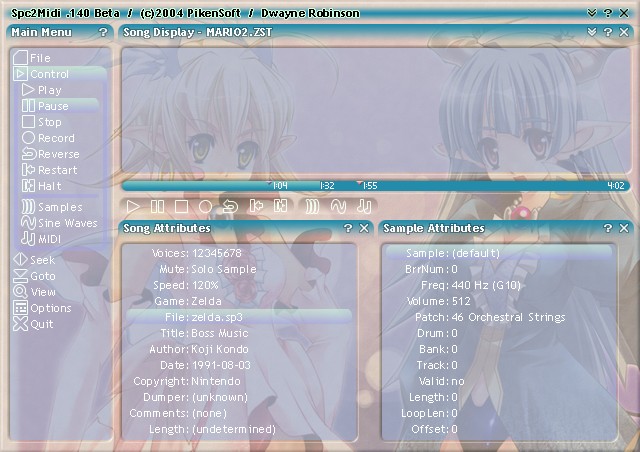 Spc2Midi .140 Beta / (c)2004 PikenSoft / Dwayne Robinson ?
Main Menu ?
File
Control
Play
Pause
Stop
Record
Reverse
Restart
Halt
Samples
Sine Waves
MIDI
Seek
Goto
View
Options
Quit
Song Display - MARIO2.ZST ?
1:04 1:32 1:55 4:02
Song Attributes ?
Voices: 12345678
Mute: Solo Sample
Speed: 120%
Game: Zelda
File: zelda.sp3
Title: Boss Music
Author: Koji Kondo
Date: 1991-08-03
Copyright: Nintendo
Dumper: (unknown)
Comments: (none)
Length: (undetermined)
Sample Attributes ?
Sample: (default)
BrrNum: 0
Freq: 440 Hz (G10)
Volume: 512
Patch: 46 Orchestral Strings
Drum: 0
Bank: 0
Track: 0
Valid: no
Length: 0
LoopLen: 0
Offset: 0